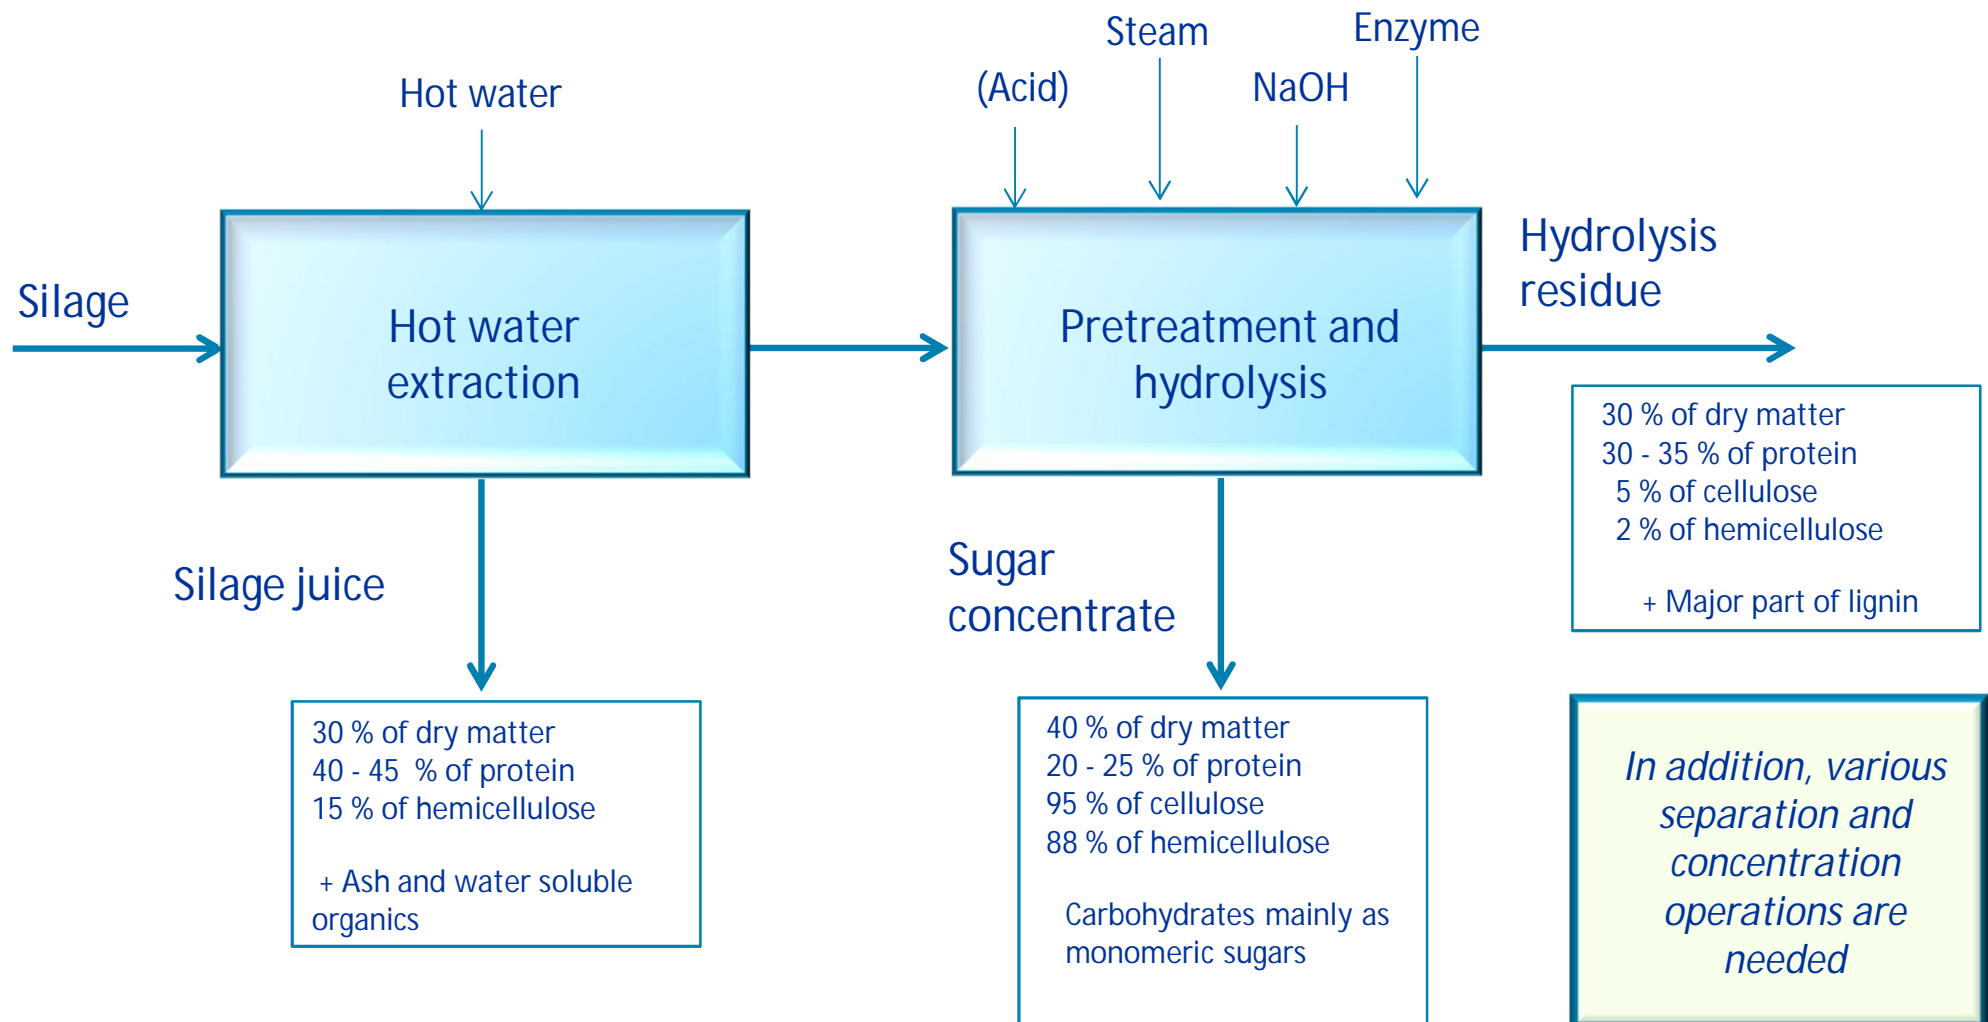 Steam
Enzyme
Hot water
(Acid)
NaOH
Silage
Hot water
extraction
Pretreatment and
hydrolysis
Hydrolysis
residue
30 % of dry matter
30 - 35 % of protein
5 % of cellulose
2 % of hemicellulose
+ Major part of lignin
Silage juice
Sugar
concentrate
30 % of dry matter
40 - 45 % of protein
15 % of hemicellulose
+ Ash and water soluble
organics
40 % of dry matter
20 - 25 % of protein
95 % of cellulose
88 % of hemicellulose
Carbohydrates mainly as
monomeric sugars
In addition, various
separation and
concentration
operations are
needed